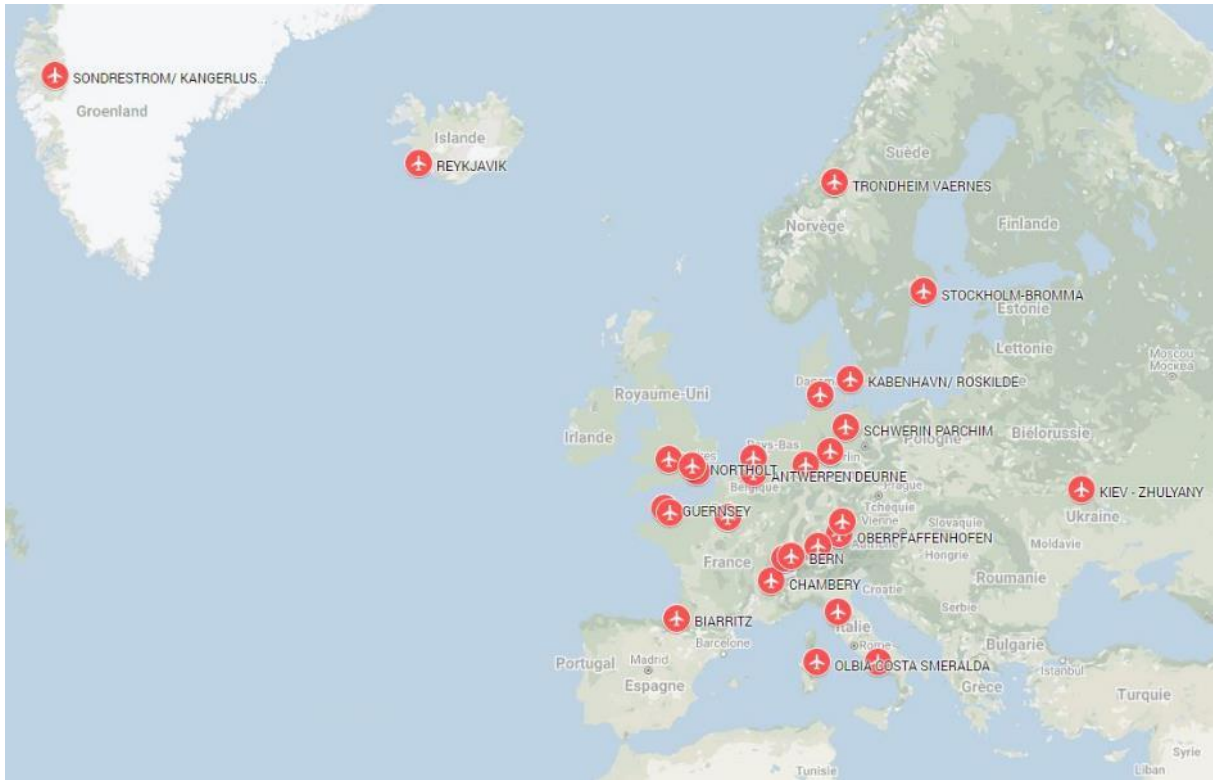 SONDRESTROM/ KANGERLUS...
Groenland
Islande
REYKJAVIK
Suède
TRONDHEIM VAERNES
Norvège
Finlande
STOCKHOLM-BROMMA
Estonie
Lettonie
Moscou
Москва
KABENHAVN/ ROSKILDE
Royaume-Uni
Irlande
SCHWERIN PARCHIM
Pologne
Biélorussie
Pays-Bas
NORTHOLT
ANTWERPEN DEURNE
Belgique
Prague
KIEV - ZHULYANY
Ukraine
GUERNSEY
Tchéquie
Vienne
Slovaquie
OBERPFAFFENHOFEN
Autriche
Hongrie
Moldavie
France
BERN
CHAMBERY
Croatie
Roumanie
Serbie
BIARRITZ
Italie
Barcelone
Rome
Bulgarie
Portugal
Madrid
Istanbul
OLBIA COSTA SMERALDA
Espagne
Grèce
Turquie
Syrie
Tunisie
Liban